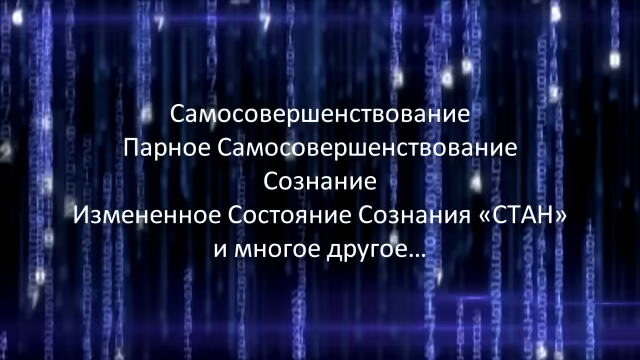 Самосовершенствование
Парное Самосовершенствование
Сознание
Измененное Состояние Сознания «СТАН»
и многое другое…